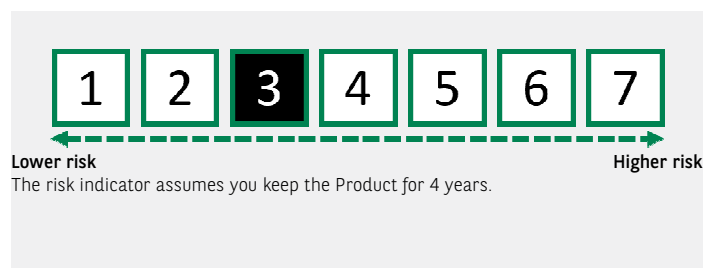 1 2 3 4 5 6 7
Lower risk Higher risk
The risk indicator assumes you keep the Product for 4 years.